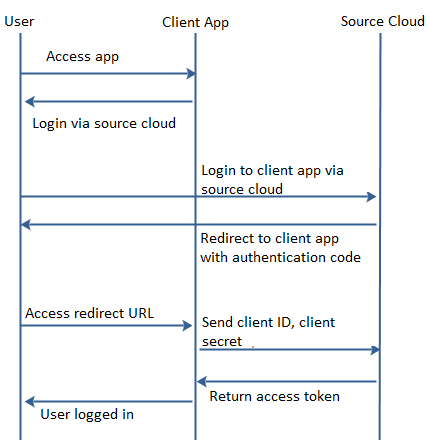 User
Client App
Source Cloud
Access app
Login via source cloud
Login to client app via
source cloud
Redirect to client app
with authentication code
Access redirect URL
Send client ID, client
secret
Return access token
User logged in